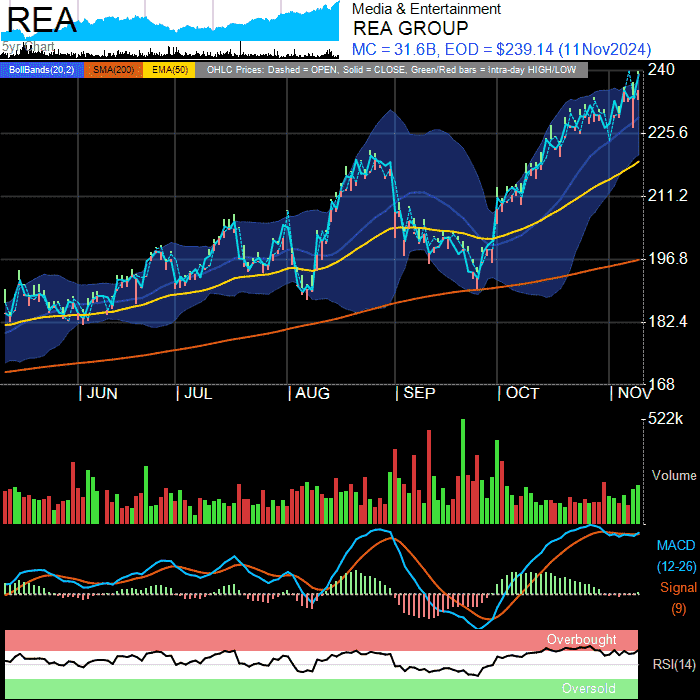 REA
Media & Entertainment
REA GROUP
MC = 31.6B, EOD = $239.14 (11Nov2024)
BollBands(20,2) SMA(200) EMA(50) OHLC Prices: Dashed = OPEN, Solid = CLOSE, Green/Red bars = Intra-day HIGH/LOW
240
225.6
211.2
196.8
182.4
168
JUN JUL AUG SEP OCT NOV
522k
Volume
MACD
(12-26)
Signal
(9)
Overbought
RSI(14)
Oversold